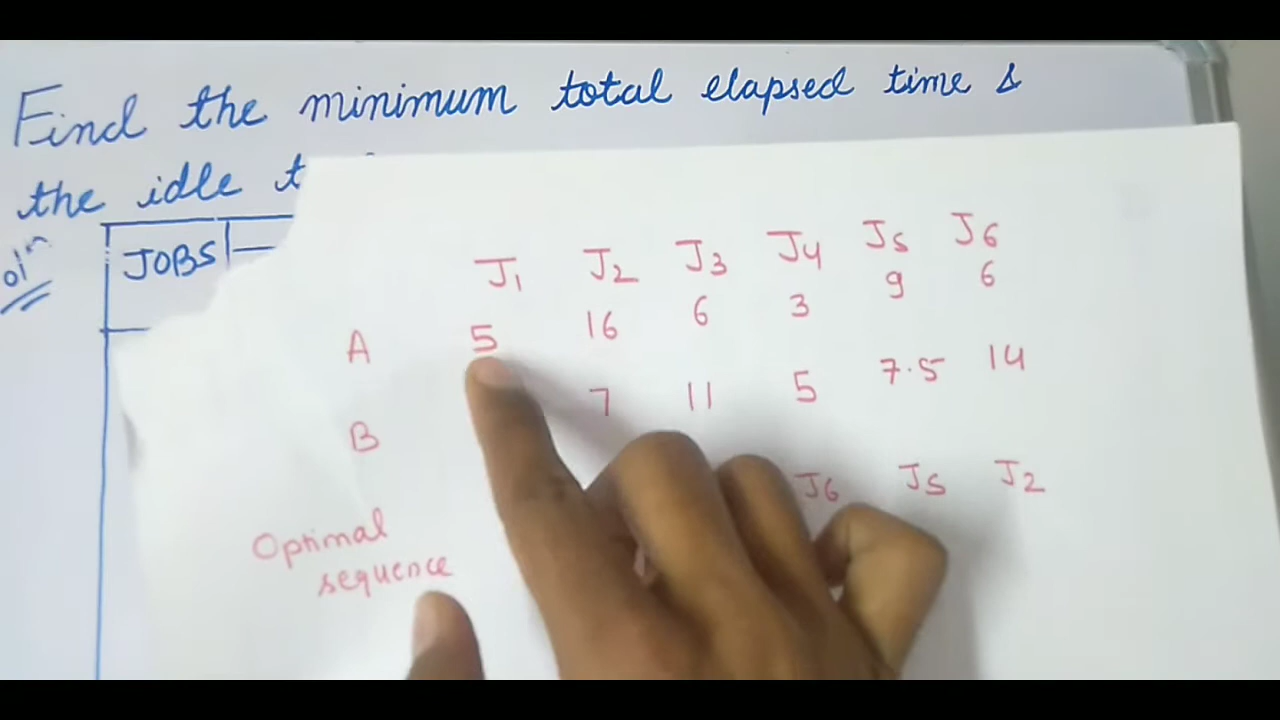 Find the minimum total elapsed time &
the idle
soln
JOBS
J1 J2 J3 J4 J5 J6
A 5 16 6 3 9 6
B 7 11 5 7.5 14
Optimal J6 J5 J2
sequence